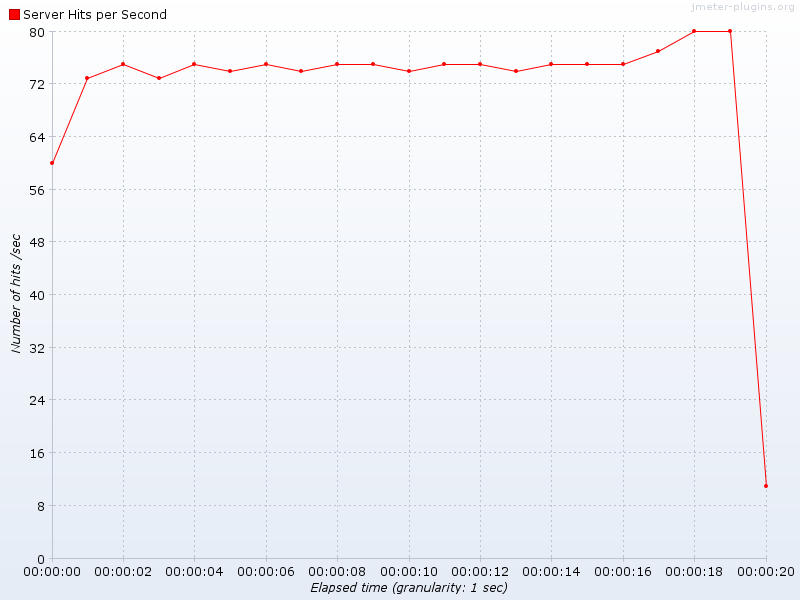 jmeter-plugins.org
Server Hits per Second
80
72
64
56
48
40
32
24
16
8
0
Number of hits /sec
00:00:00 00:00:02 00:00:04 00:00:06 00:00:08 00:00:10 00:00:12 00:00:14 00:00:16 00:00:18 00:00:20
Elapsed time (granularity: 1 sec)